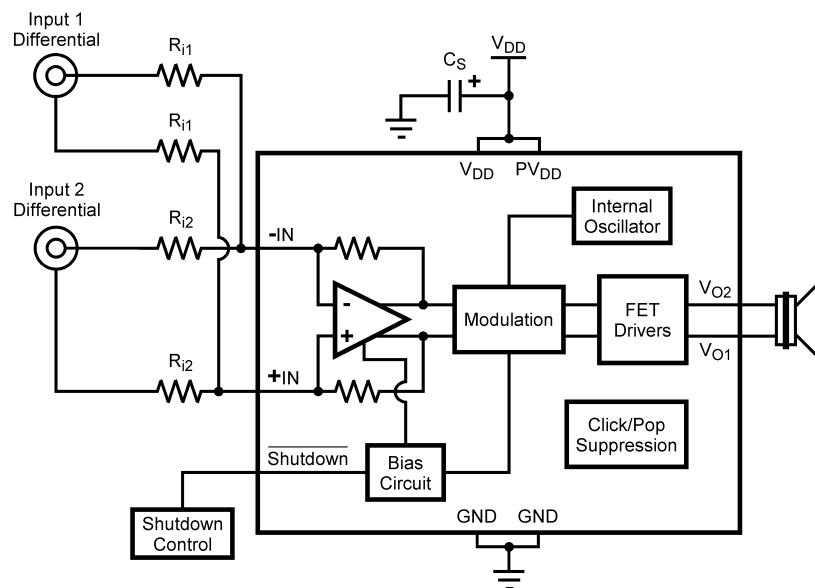 Input 1
Differential
Ri1
Ri1
CS
+
VDD
VDD
PVDD
Input 2
Differential
Ri2
-IN
Internal
Oscillator
-
+
Modulation
FET
Drivers
VO2
VO1
Ri2
+IN
Click/Pop
Suppression
Shutdown
Bias
Circuit
Shutdown
Control
GND
GND